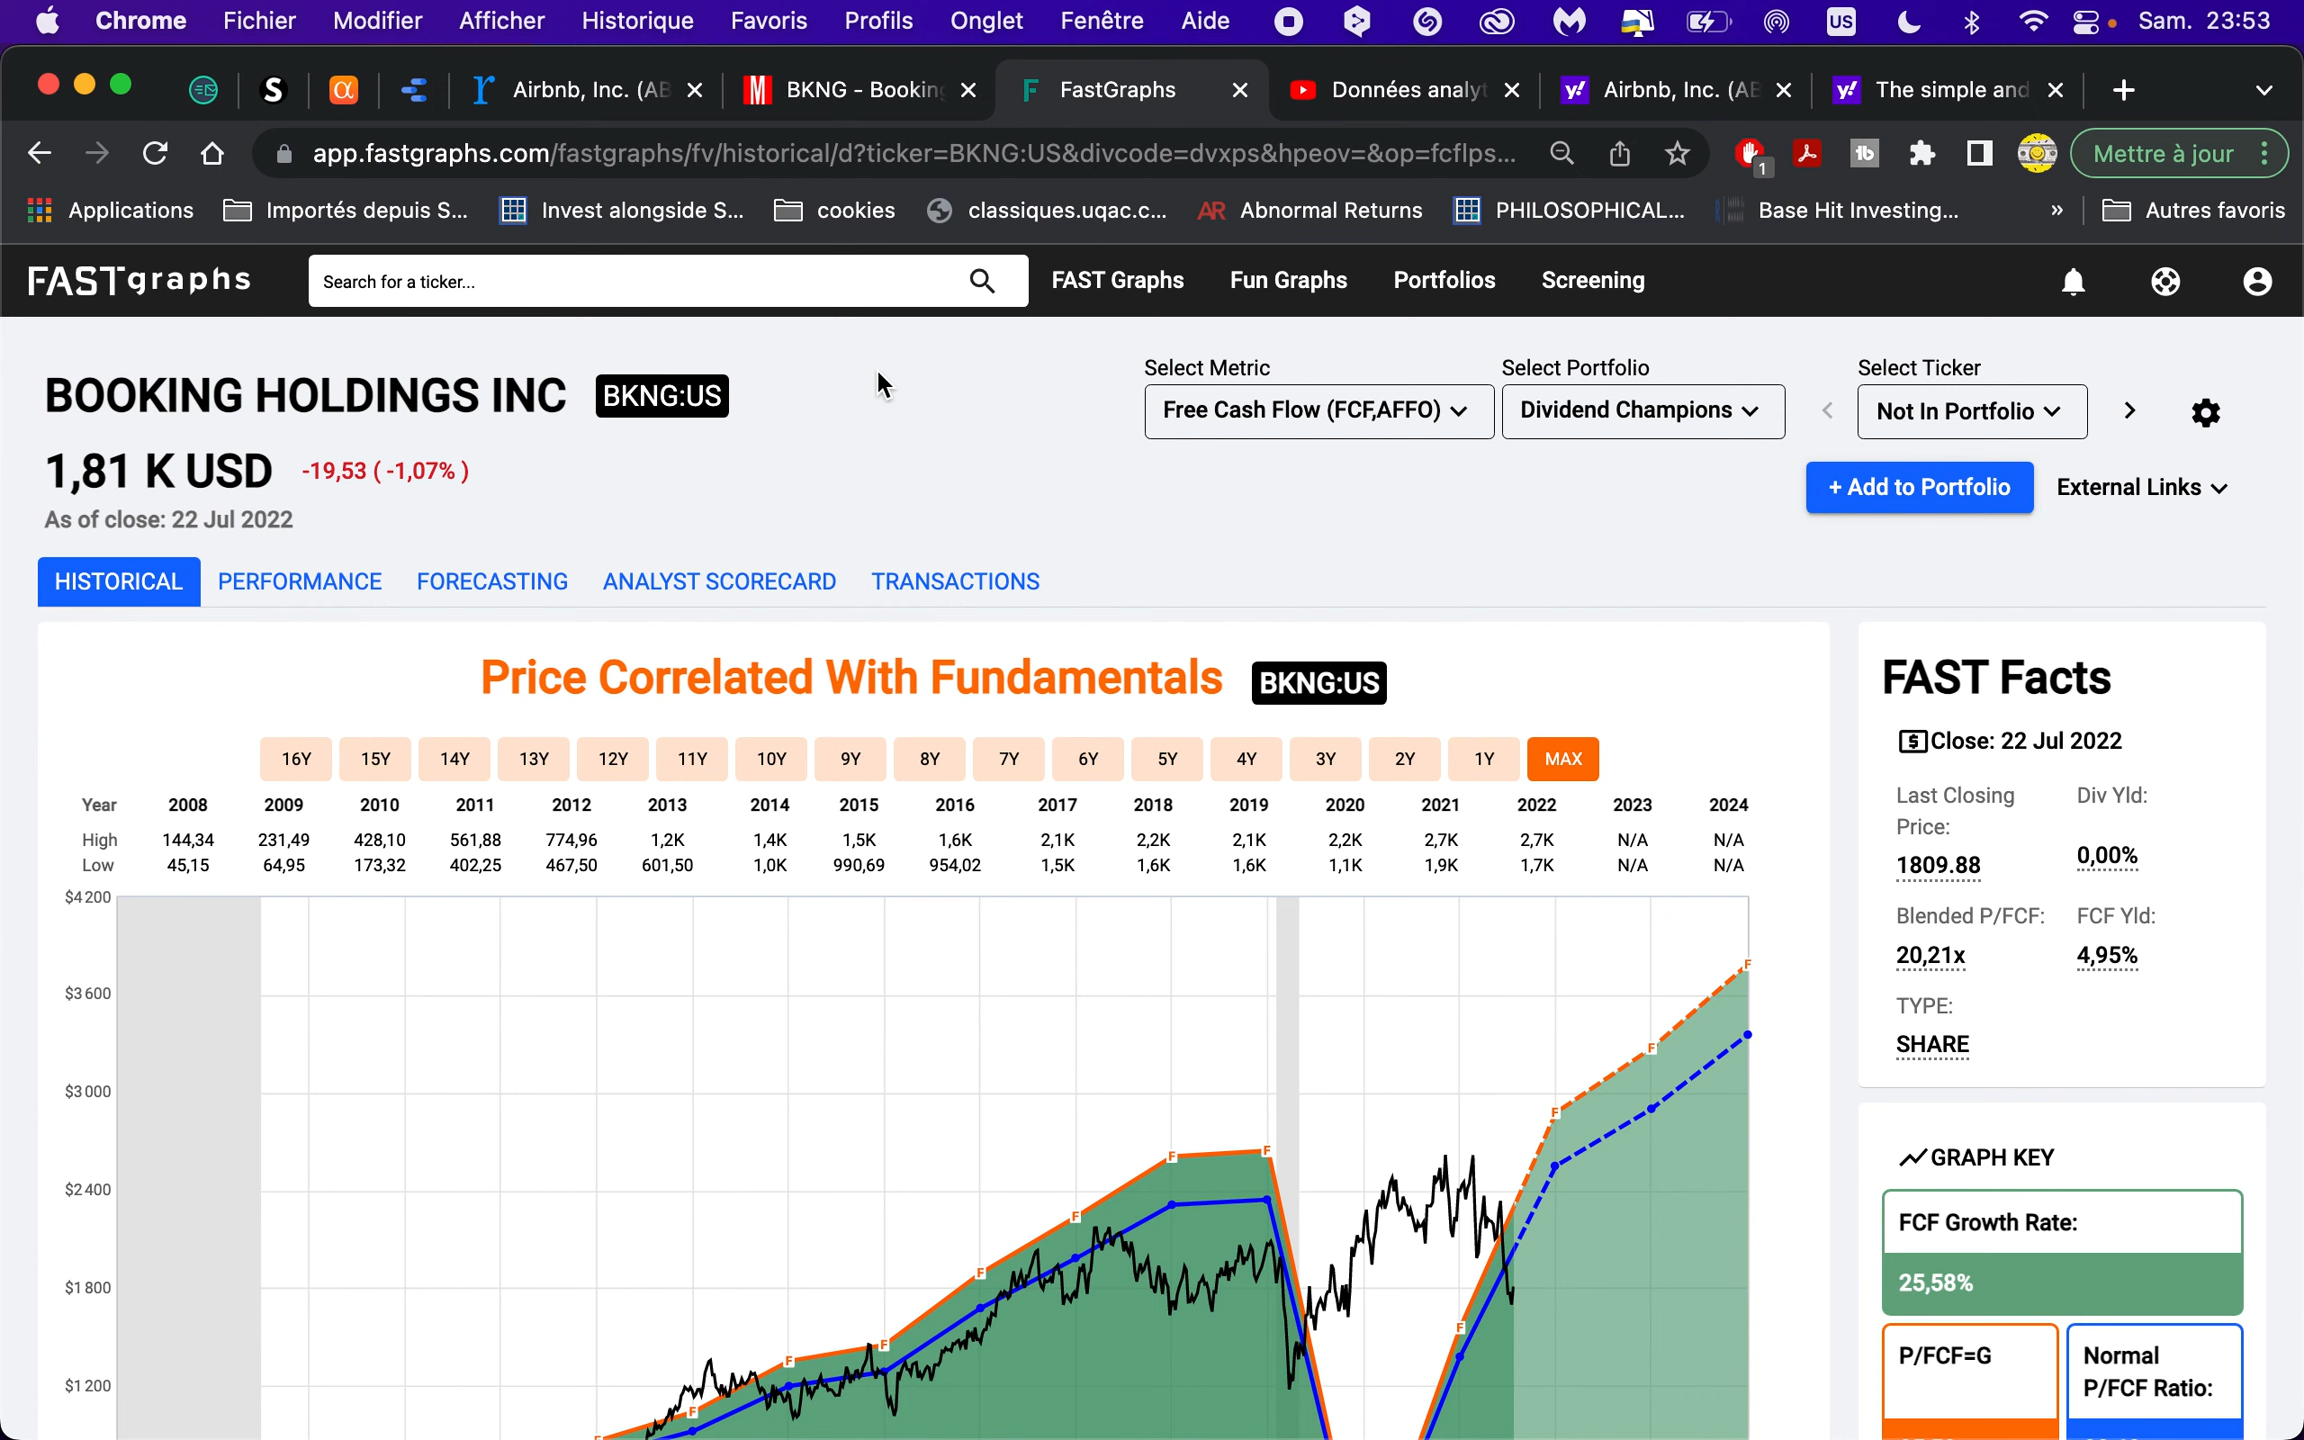 Chrome Fichier Modifier Afficher Historique Favoris Profils Onglet Fenêtre Aide US Sam. 23:53
S α r Airbnb, Inc. (AB M BKNG - Booking F FastGraphs Données analyt y! Airbnb, Inc. (AB y! The simple and
app.fastgraphs.com/fastgraphs/fv/historical/d?ticker=BKNG:US&divcode=dvxps&hpeov=&op=fcflps... 1 tb Mettre à jour
Applications Importés depuis S... Invest alongside S... cookies classiques.uqac.c... AR Abnormal Returns PHILOSOPHICAL... Base Hit Investing... » Autres favoris
FASTgraphs Search for a ticker... FAST Graphs Fun Graphs Portfolios Screening
Select Metric Select Portfolio Select Ticker
BOOKING HOLDINGS INC BKNG:US Free Cash Flow (FCF,AFFO) Dividend Champions Not In Portfolio
1,81 K USD -19,53 ( -1,07% ) + Add to Portfolio External Links
As of close: 22 Jul 2022
HISTORICAL PERFORMANCE FORECASTING ANALYST SCORECARD TRANSACTIONS
Price Correlated With Fundamentals BKNG:US
16Y 15Y 14Y 13Y 12Y 11Y 10Y 9Y 8Y 7Y 6Y 5Y 4Y 3Y 2Y 1Y MAX
Year 2008 2009 2010 2011 2012 2013 2014 2015 2016 2017 2018 2019 2020 2021 2022 2023 2024
High 144,34 231,49 428,10 561,88 774,96 1,2K 1,4K 1,5K 1,6K 2,1K 2,2K 2,1K 2,2K 2,7K 2,7K N/A N/A
Low 45,15 64,95 173,32 402,25 467,50 601,50 1,0K 990,69 954,02 1,5K 1,6K 1,6K 1,1K 1,9K 1,7K N/A N/A
$4200
$3600
$3000
$2400
$1800
$1200
F
F
F
F
F
F
F
F
F
F
F
FAST Facts
Close: 22 Jul 2022
Last Closing Div Yld:
Price:
1809.88 0,00%
Blended P/FCF: FCF Yld:
20,21x 4,95%
TYPE:
SHARE
GRAPH KEY
FCF Growth Rate:
25,58%
P/FCF=G Normal
P/FCF Ratio: